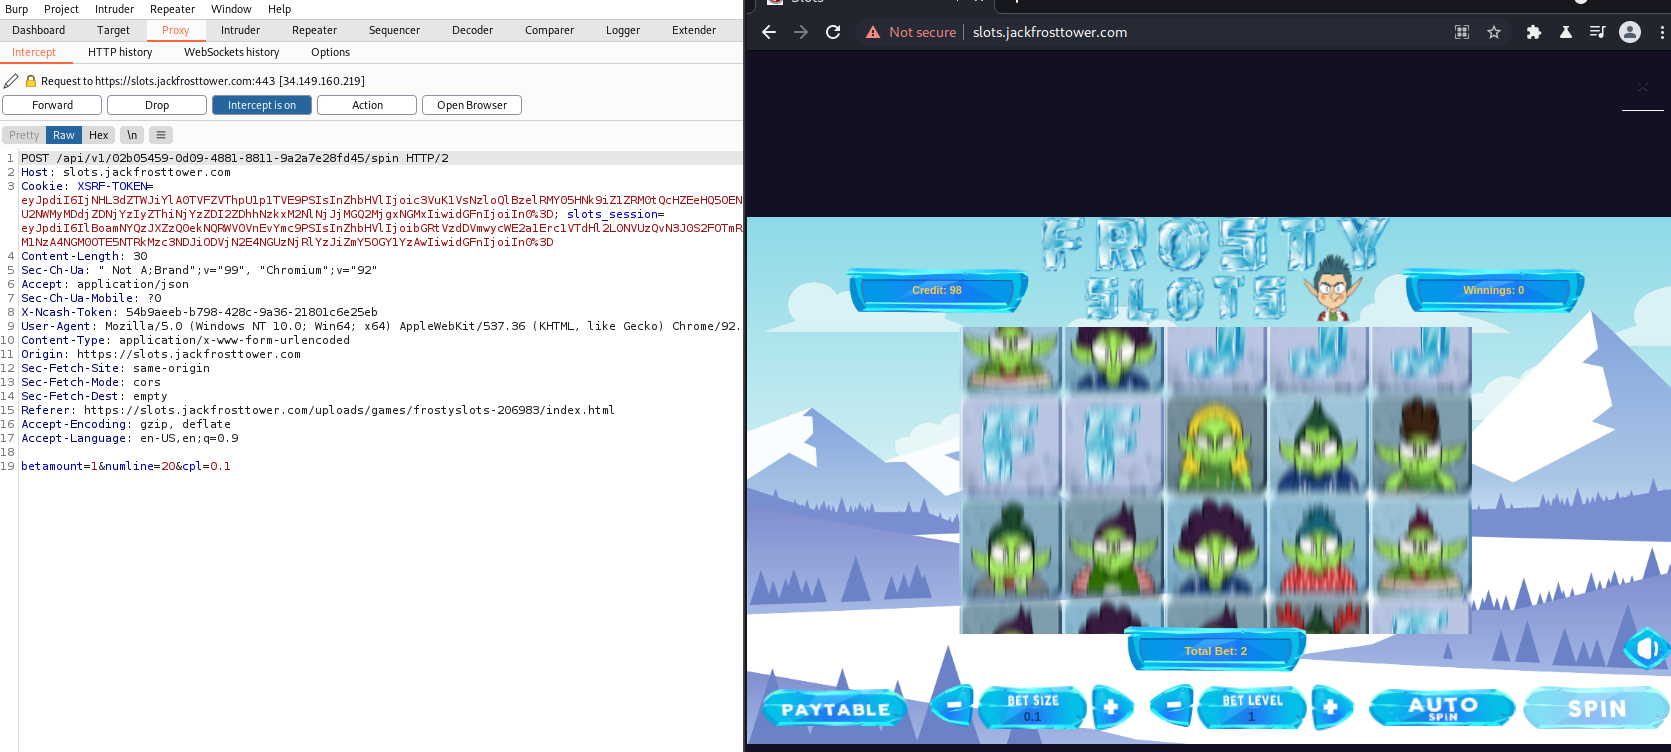 Burp Project Intruder Repeater Window Help
Dashboard Target Proxy Intruder Repeater Sequencer Decoder Comparer Logger Extender
Intercept HTTP history WebSockets history Options
Request to https://slots.jackfrosttower.com:443 [34.149.160.219]
Forward Drop Intercept is on Action Open Browser
Pretty Raw Hex \n
1 POST /api/v1/02b05459-0d09-4881-8811-9a2a7e28fd45/spin HTTP/2
2 Host: slots.jackfrosttower.com
3 Cookie: XSRF-TOKEN=
slots_session=
4 Content-Length: 30
5 Sec-Ch-Ua: " Not A;Brand";v="99", "Chromium";v="92"
6 Accept: application/json
7 Sec-Ch-Ua-Mobile: ?0
8 X-Ncash-Token: 54b9aeeb-b798-428c-9a36-21801c6e25eb
9 User-Agent: Mozilla/5.0 (Windows NT 10.0; Win64; x64) AppleWebKit/537.36 (KHTML, like Gecko) Chrome/92.
10 Content-Type: application/x-www-form-urlencoded
11 Origin: https://slots.jackfrosttower.com
12 Sec-Fetch-Site: same-origin
13 Sec-Fetch-Mode: cors
14 Sec-Fetch-Dest: empty
15 Referer: https://slots.jackfrosttower.com/uploads/games/frostyslots-206983/index.html
16 Accept-Encoding: gzip, deflate
17 Accept-Language: en-US,en;q=0.9
18
19 betamount=1&numline=20&cpl=0.1
Not secure slots.jackfrosttower.com
FROSTY
SLOTS
Credit: 98
Winnings: 0
J J J
F F
Total Bet: 2
PAYTABLE
- BET SIZE +
0.1
- BET LEVEL +
1
AUTO
SPIN
SPIN